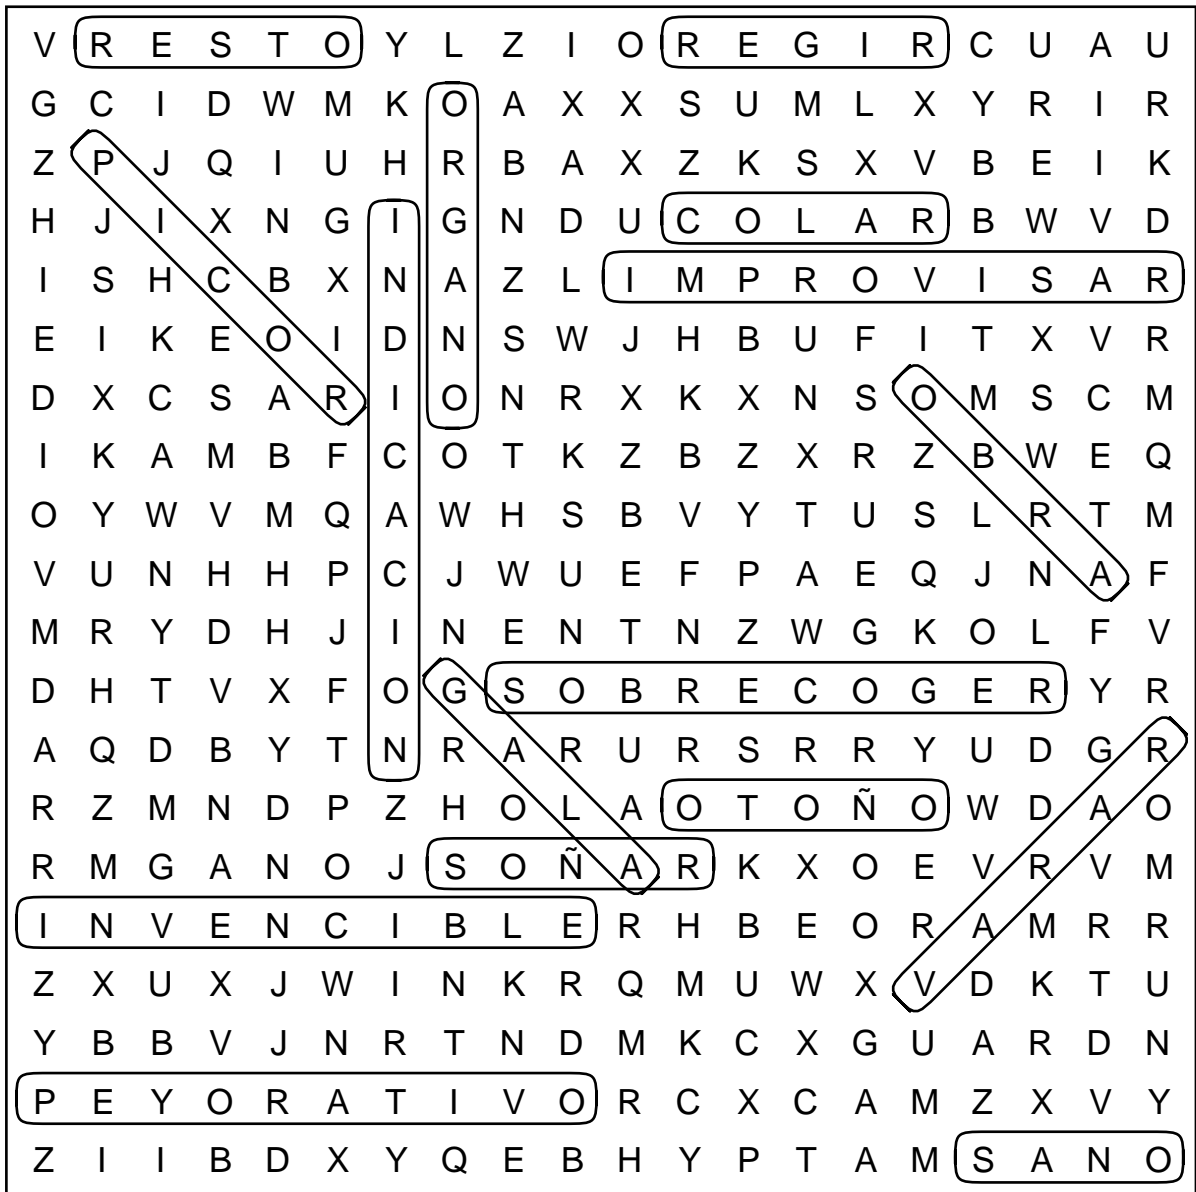 V R E S T O Y L Z I O R E G I R C U A U
G C I D W M K O A X X S U M L X Y R I R
Z P J Q I U H R B A X Z K S X V B E I K
H J I X N G I G N D U C O L A R B W V D
I S H C B X N A Z L I M P R O V I S A R
E I K E O I D N S W J H B U F I T X V R
D X C S A R I O N R X K X N S O M S C M
I K A M B F C O T K Z B Z X R Z B W E Q
O Y W V M Q A W H S B V Y T U S L R T M
V U N H H P C J W U E F P A E Q J N A F
M R Y D H J I N E N T N Z W G K O L F V
D H T V X F O G S O B R E C O G E R Y R
A Q D B Y T N R A R U R S R R Y U D G R
R Z M N D P Z H O L A O T O Ñ O W D A O
R M G A N O J S O Ñ A R K X O E V R V M
I N V E N C I B L E R H B E O R A M R R
Z X U X J W I N K R Q M U W X V D K T U
Y B B V J N R T N D M K C X G U A R D N
P E Y O R A T I V O R C X C A M Z X V Y
Z I I B D X Y Q E B H Y P T A M S A N O